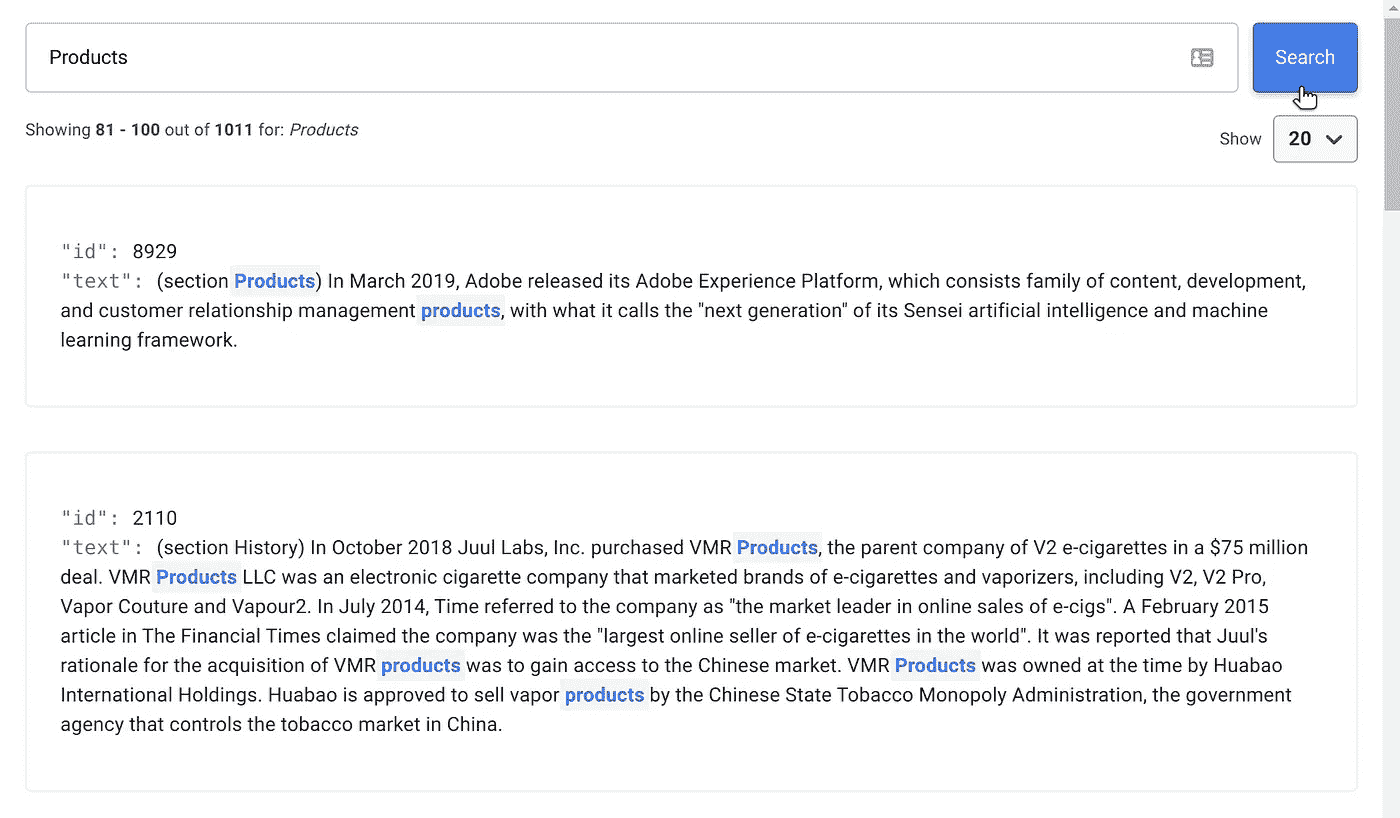 Products
Search
Showing 81 - 100 out of 1011 for: Products
Show 20
"id": 8929
"text": (section Products) In March 2019, Adobe released its Adobe Experience Platform, which consists family of content, development,
and customer relationship management products, with what it calls the "next generation" of its Sensei artificial intelligence and machine
learning framework.
"id": 2110
"text": (section History) In October 2018 Juul Labs, Inc. purchased VMR Products, the parent company of V2 e-cigarettes in a $75 million
deal. VMR Products LLC was an electronic cigarette company that marketed brands of e-cigarettes and vaporizers, including V2, V2 Pro,
Vapor Couture and Vapour2. In July 2014, Time referred to the company as "the market leader in online sales of e-cigs". A February 2015
article in The Financial Times claimed the company was the "largest online seller of e-cigarettes in the world". It was reported that Juul's
rationale for the acquisition of VMR products was to gain access to the Chinese market. VMR Products was owned at the time by Huabao
International Holdings. Huabao is approved to sell vapor products by the Chinese State Tobacco Monopoly Administration, the government
agency that controls the tobacco market in China.